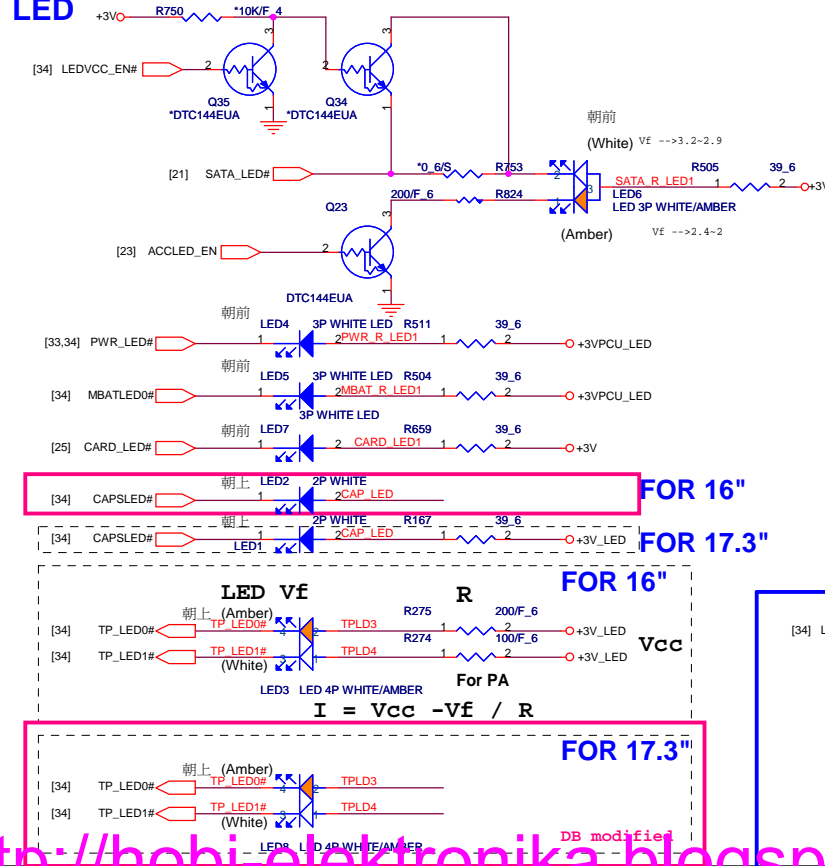 LED
+3VO R750 *10K/F_4
3 3
[34] LEDVCC_EN# 2 2
Q35 Q34
*DTC144EUA *DTC144EUA
1 1
朝前
(White) Vf -->3.2~2.9
[21] SATA_LED# *0_6/S R753 2 SATA_R_LED1 R505 39_6
3 1 2 +3V
200/F_6 R824 1 LED6
LED 3P WHITE/AMBER
Q23 3
(Amber) Vf -->2.4~2
[23] ACCLED_EN 2
1
DTC144EUA
朝前
LED4 3P WHITE LED R511 39_6
[33,34] PWR_LED# 1 2 PWR_R_LED1 1 2 +3VPCU_LED
朝前
LED5 3P WHITE LED R504 39_6
[34] MBATLED0# 1 2 MBAT_R_LED1 1 2 +3VPCU_LED
3P WHITE LED
朝前 LED7 R659 39_6
[25] CARD_LED# 1 2 CARD_LED1 1 2 +3V
朝上 LED2 2P WHITE
[34] CAPSLED# 1 2 CAP_LED
FOR 16"
朝上 2P WHITE R167 39_6
[34] CAPSLED# 1 2 CAP_LED 1 2 +3V_LED
LED1
FOR 17.3"
FOR 16"
LED Vf R
朝上 (Amber) R275 200/F_6
[34] TP_LED0# TP_LED0# 4 2 TPLD3 1 2 +3V_LED
R274 100/F_6
[34] TP_LED1# TP_LED1# 3 1 TPLD4 1 2 +3V_LED
Vcc
(White)
For PA
LED3 LED 4P WHITE/AMBER
I = Vcc -Vf / R
FOR 17.3"
朝上 (Amber)
[34] TP_LED0# TP_LED0# 4 2 TPLD3
[34] TP_LED1# TP_LED1# 3 1 TPLD4
(White)
LED8 LED 4P WHITE/AMBER
DB modified
[34] L
tp://hobi-elektronika.blogsp